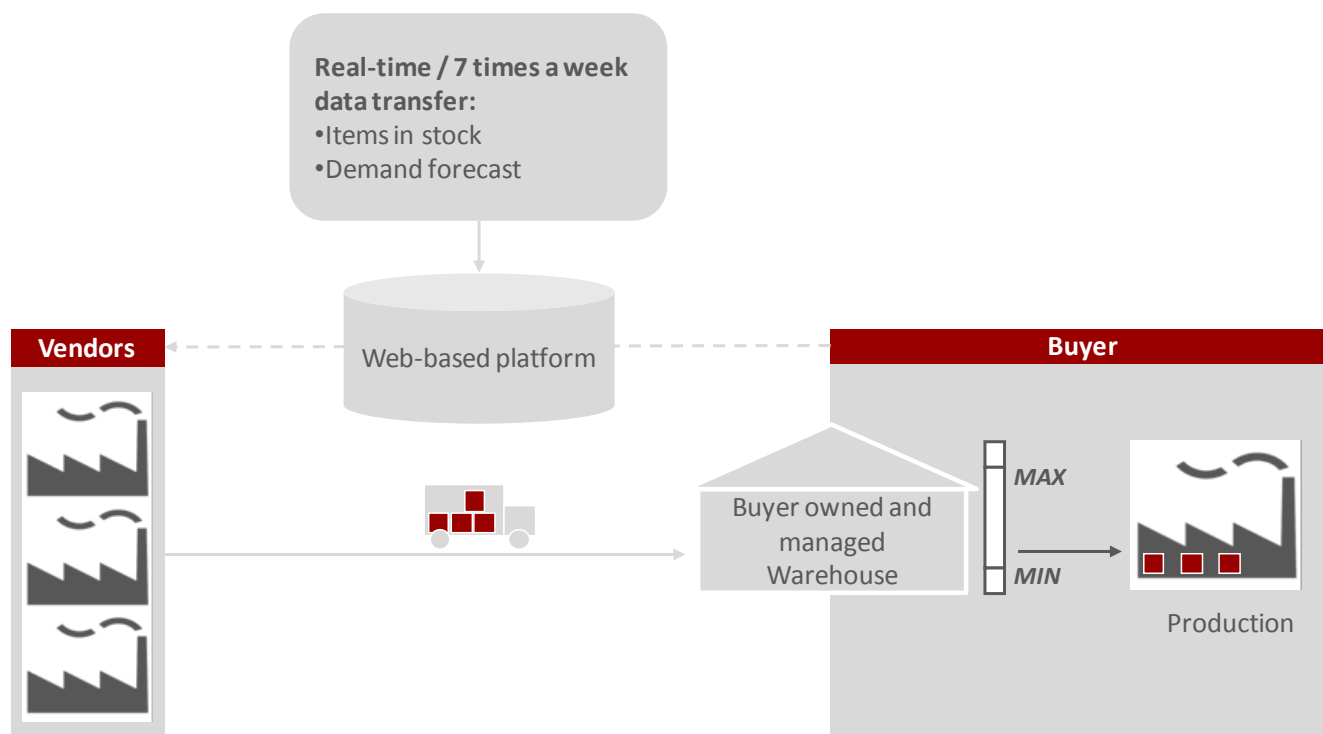 Real-time / 7 times a week
data transfer:
•Items in stock
•Demand forecast
Web-based platform
Vendors
Buyer
Buyer owned and
managed
Warehouse
MAX
MIN
Production